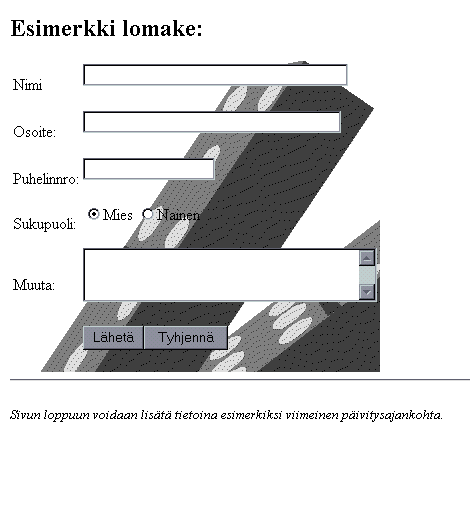 Esimerkki lomake:
Nimi
Osoite:
Puhelinnro:
Sukupuoli: Mies Nainen
Muuta:
Lähetä Tyhjennä
Sivun loppuun voidaan lisätä tietoina esimerkiksi viimeinen päivitysajankohta.